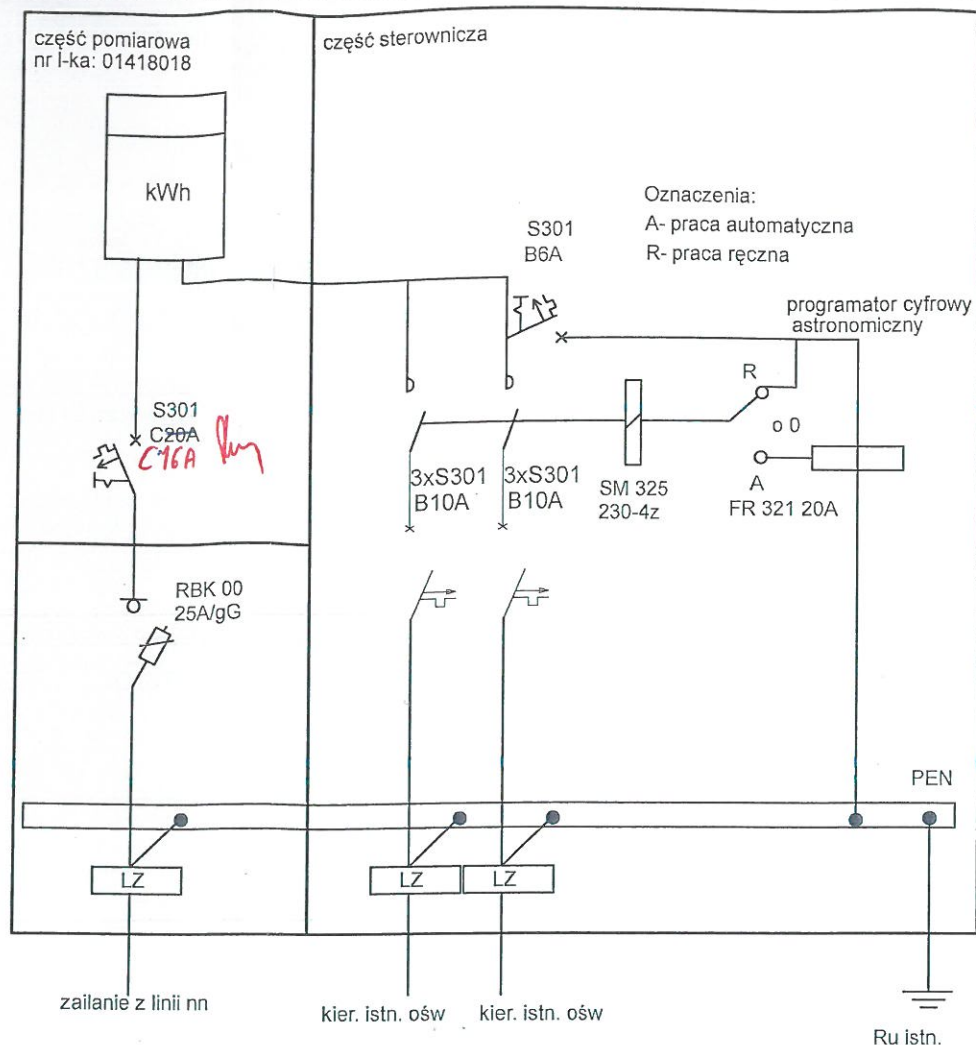 część pomiarowa
nr l-ka: 01418018
część sterownicza
kWh
Oznaczenia:
A- praca automatyczna
R- praca ręczna
S301
B6A
programator cyfrowy
astronomiczny
R
o 0
A
FR 321 20A
S301
C20A
C16A
3xS301
B10A
3xS301
B10A
SM 325
230-4z
RBK 00
25A/gG
PEN
LZ
LZ
LZ
zailanie z linii nn
kier. istn. ośw
kier. istn. ośw
Ru istn.